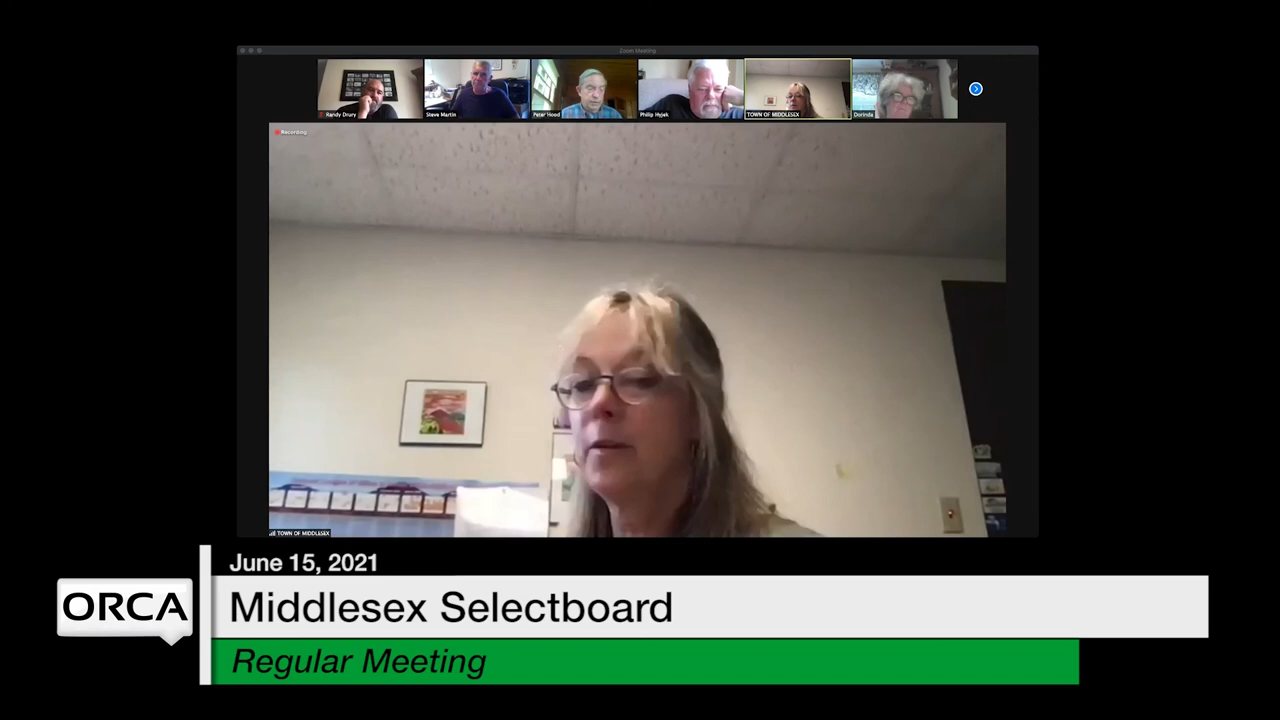 Zoom Meeting
Randy Drury
Steve Martin
Peter Hood
Philip Hyjek
TOWN OF MIDDLESEX
Dorinda
Recording
TOWN OF MIDDLESEX
June 15, 2021
ORCA
Middlesex Selectboard
Regular Meeting